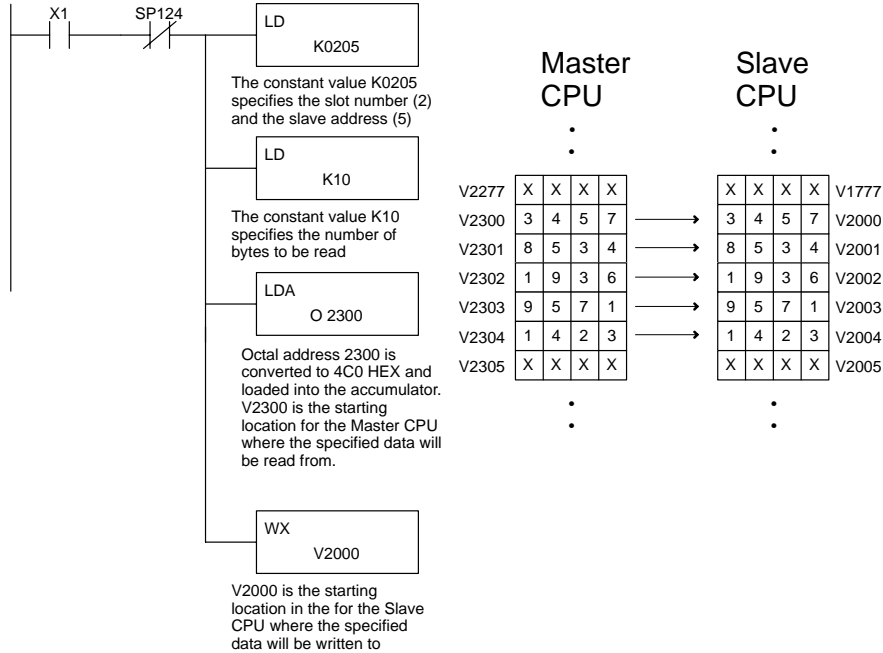 X1
SP124
LD
K0205
The constant value K0205
specifies the slot number (2)
and the slave address (5)
LD
K10
The constant value K10
specifies the number of
bytes to be read
LDA
O 2300
Octal address 2300 is
converted to 4C0 HEX and
loaded into the accumulator.
V2300 is the starting
location for the Master CPU
where the specified data will
be read from.
WX
V2000
V2000 is the starting
location in the for the Slave
CPU where the specified
data will be written to
Master
CPU
Slave
CPU
V2277 X X X X X X X X V1777
V2300 3 4 5 7 3 4 5 7 V2000
V2301 8 5 3 4 8 5 3 4 V2001
V2302 1 9 3 6 1 9 3 6 V2002
V2303 9 5 7 1 9 5 7 1 V2003
V2304 1 4 2 3 1 4 2 3 V2004
V2305 X X X X X X X X V2005